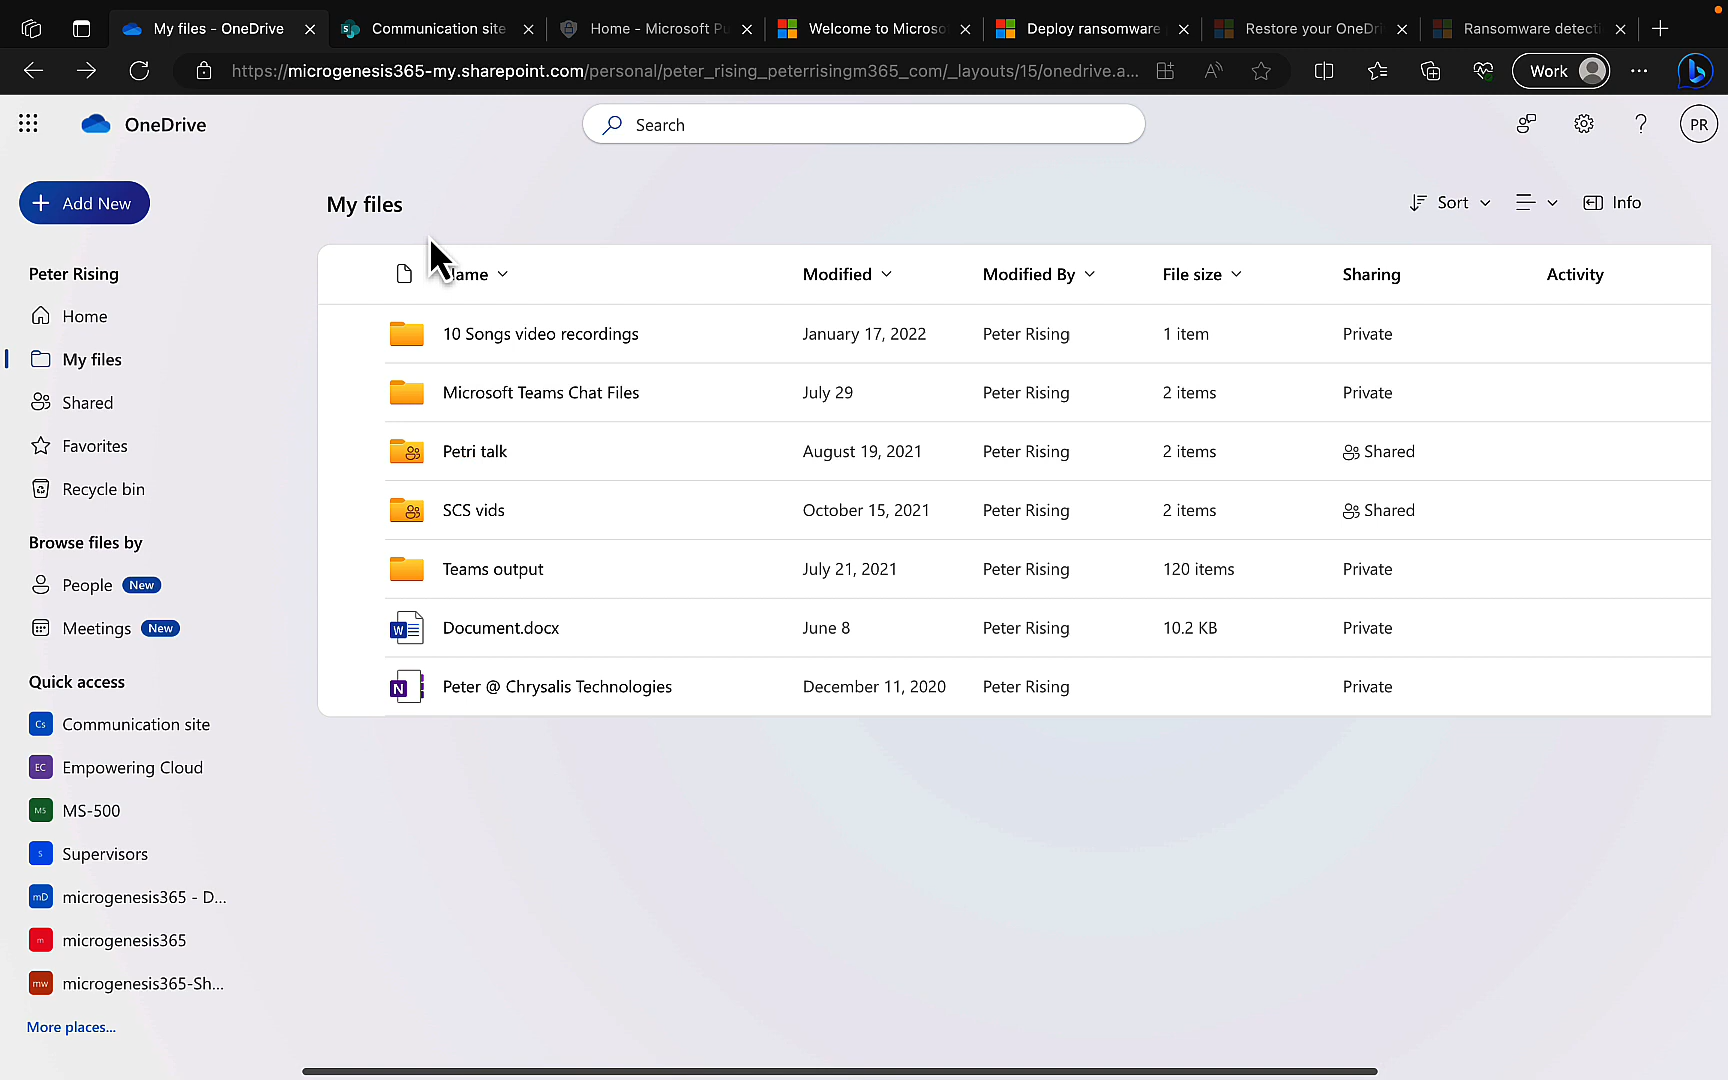 My files - OneDrive
Communication site
Home - Microsoft Pu
Welcome to Microso
Deploy ransomware
Restore your OneDri
Ransomware detecti
https://microgenesis365-my.sharepoint.com/personal/peter_rising_peterrisingm365_com/_layouts/15/onedrive.a...
Work
OneDrive
Search
PR
Add New
My files
Sort
Info
Peter Rising
Name
Modified
Modified By
File size
Sharing
Activity
Home
10 Songs video recordings
January 17, 2022
Peter Rising
1 item
Private
My files
Microsoft Teams Chat Files
July 29
Peter Rising
2 items
Private
Shared
Favorites
Petri talk
August 19, 2021
Peter Rising
2 items
Shared
Recycle bin
SCS vids
October 15, 2021
Peter Rising
2 items
Shared
Browse files by
People New
Teams output
July 21, 2021
Peter Rising
120 items
Private
Meetings New
Document.docx
June 8
Peter Rising
10.2 KB
Private
Quick access
Peter @ Chrysalis Technologies
December 11, 2020
Peter Rising
Private
Cs Communication site
EC Empowering Cloud
MS MS-500
S Supervisors
mD microgenesis365 - D...
m microgenesis365
mw microgenesis365-Sh...
More places...